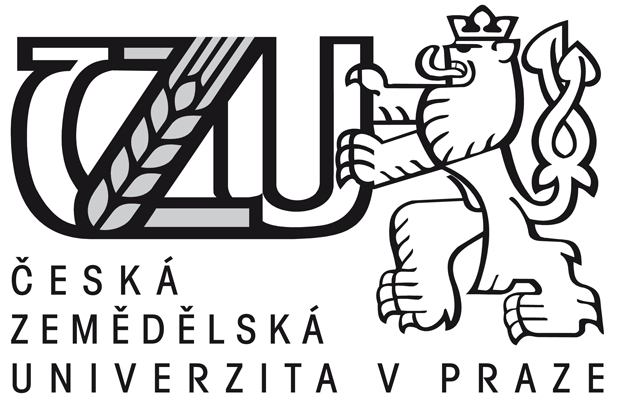 ČZU
ČESKÁ
ZEMĚDĚLSKÁ
UNIVERZITA V PRAZE